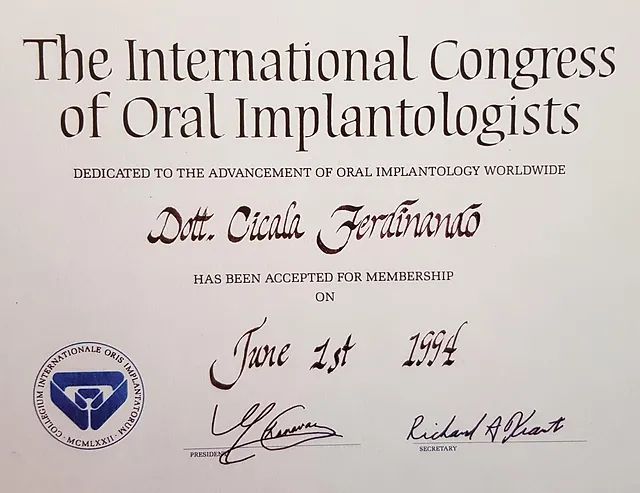 The International Congress
of Oral Implantologists
DEDICATED TO THE ADVANCEMENT OF ORAL IMPLANTOLOGY WORLDWIDE
Dott. Cicala Ferdinando
HAS BEEN ACCEPTED FOR MEMBERSHIP
ON
June 1st 1994
COLLEGIUM INTERNATIONALE ORIS IMPLANTATORUM
· MCMLXXII ·
Richard A
PRESIDENT
SECRETARY